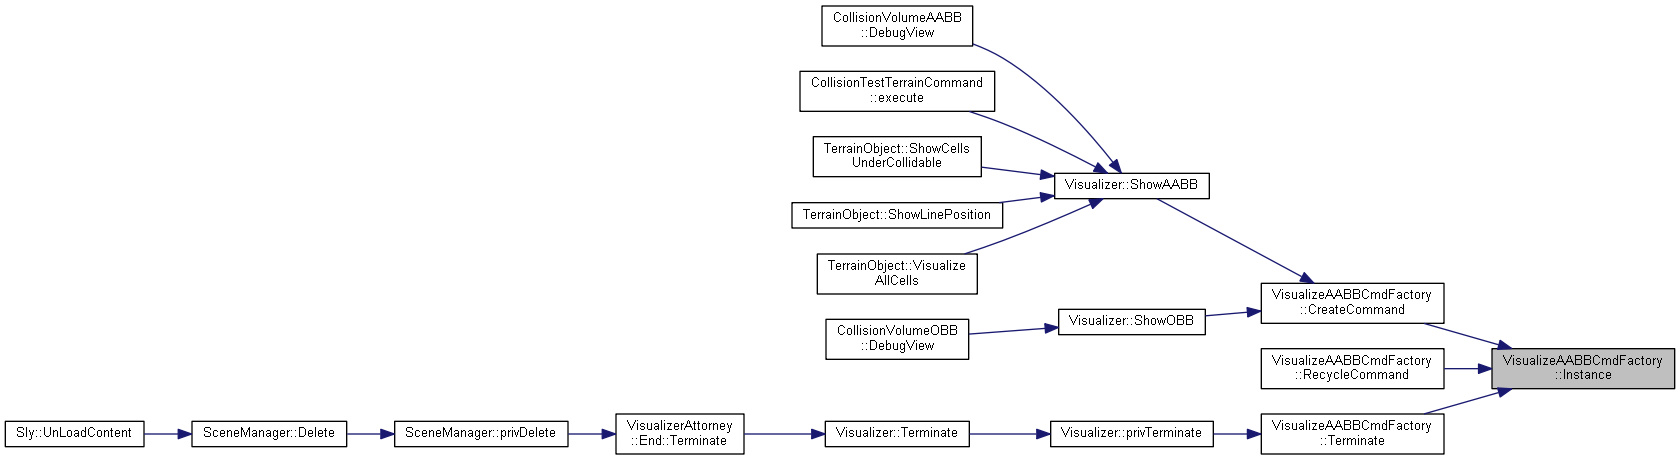 CollisionVolumeAABB
::DebugView
CollisionTestTerrainCommand
::execute
TerrainObject::ShowCells
UnderCollidable
Visualizer::ShowAABB
TerrainObject::ShowLinePosition
TerrainObject::Visualize
AllCells
VisualizeAABBCmdFactory
::CreateCommand
Visualizer::ShowOBB
CollisionVolumeOBB
::DebugView
VisualizeAABBCmdFactory
::RecycleCommand
VisualizeAABBCmdFactory
::Instance
Sly::UnLoadContent
SceneManager::Delete
SceneManager::privDelete
VisualizerAttorney
::End::Terminate
Visualizer::Terminate
Visualizer::privTerminate
VisualizeAABBCmdFactory
::Terminate